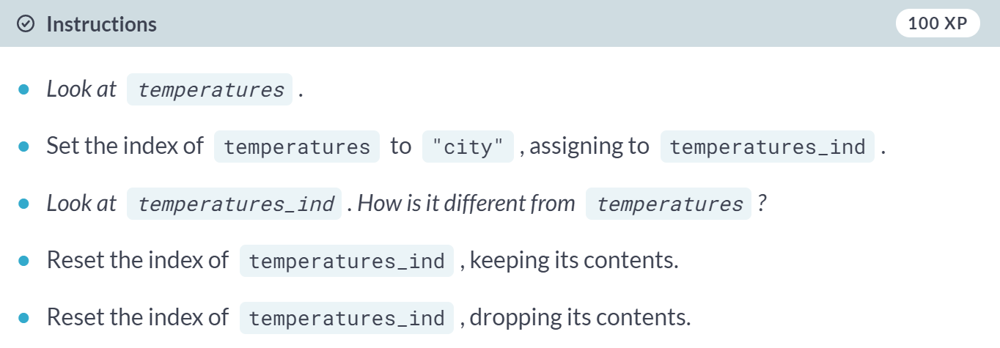 Instructions 100 XP
Look at temperatures .
Set the index of temperatures to "city" , assigning to temperatures_ind .
Look at temperatures_ind . How is it different from temperatures ?
Reset the index of temperatures_ind , keeping its contents.
Reset the index of temperatures_ind , dropping its contents.